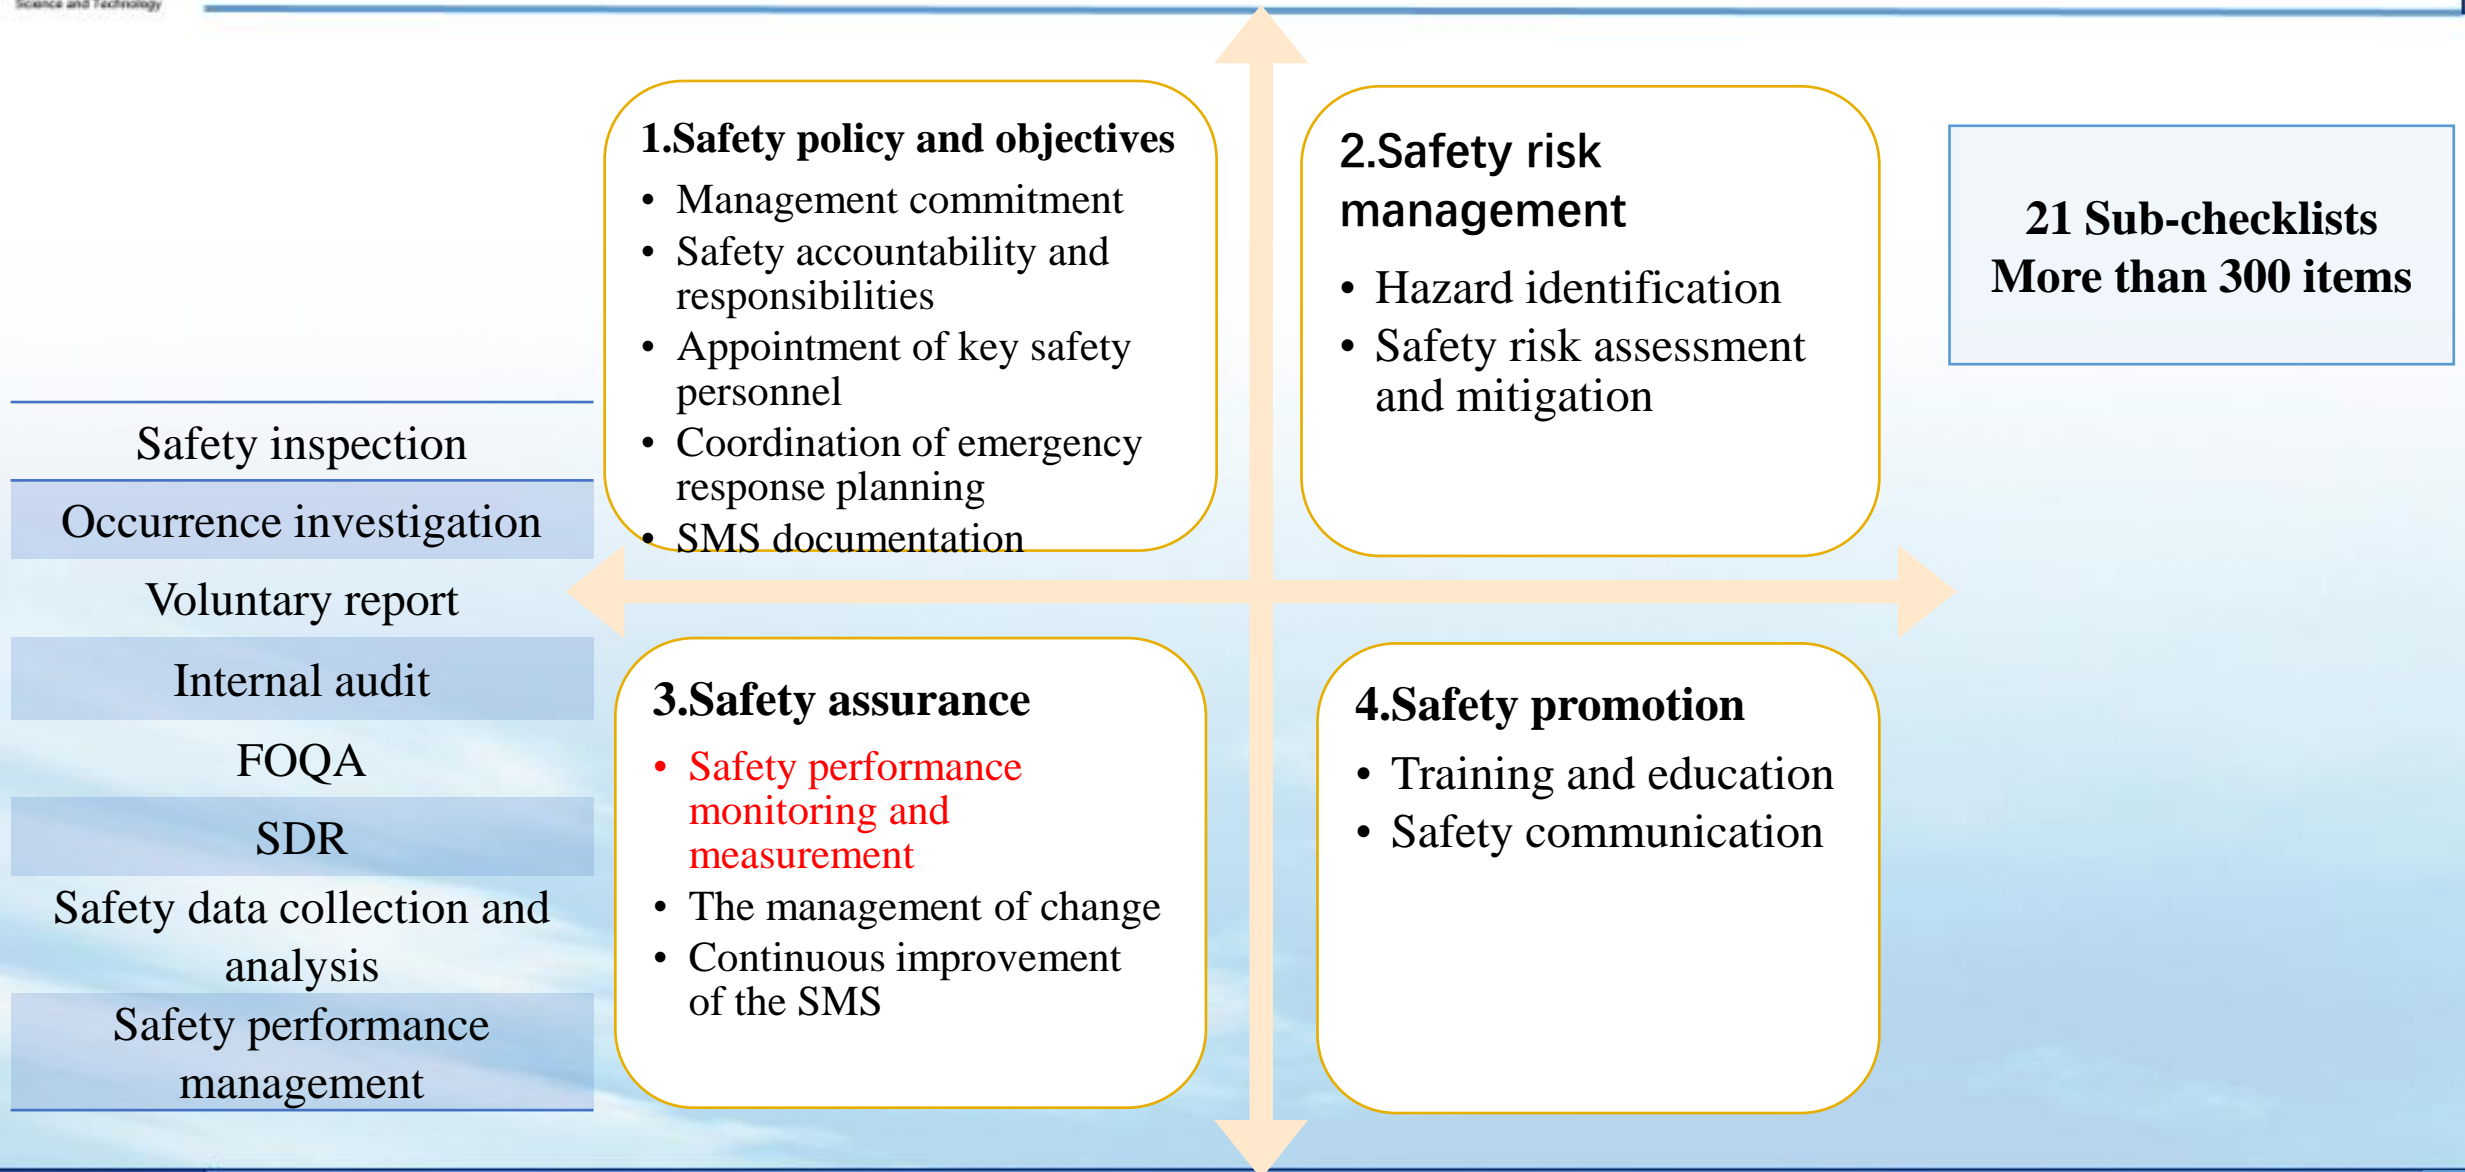 Science and Technology
1.Safety policy and objectives
• Management commitment
• Safety accountability and
responsibilities
• Appointment of key safety
personnel
• Coordination of emergency
response planning
• SMS documentation
2.Safety risk
management
• Hazard identification
• Safety risk assessment
and mitigation
21 Sub-checklists
More than 300 items
Safety inspection
Occurrence investigation
Voluntary report
Internal audit
FOQA
SDR
Safety data collection and
analysis
Safety performance
management
3.Safety assurance
• Safety performance
monitoring and
measurement
• The management of change
• Continuous improvement
of the SMS
4.Safety promotion
• Training and education
• Safety communication